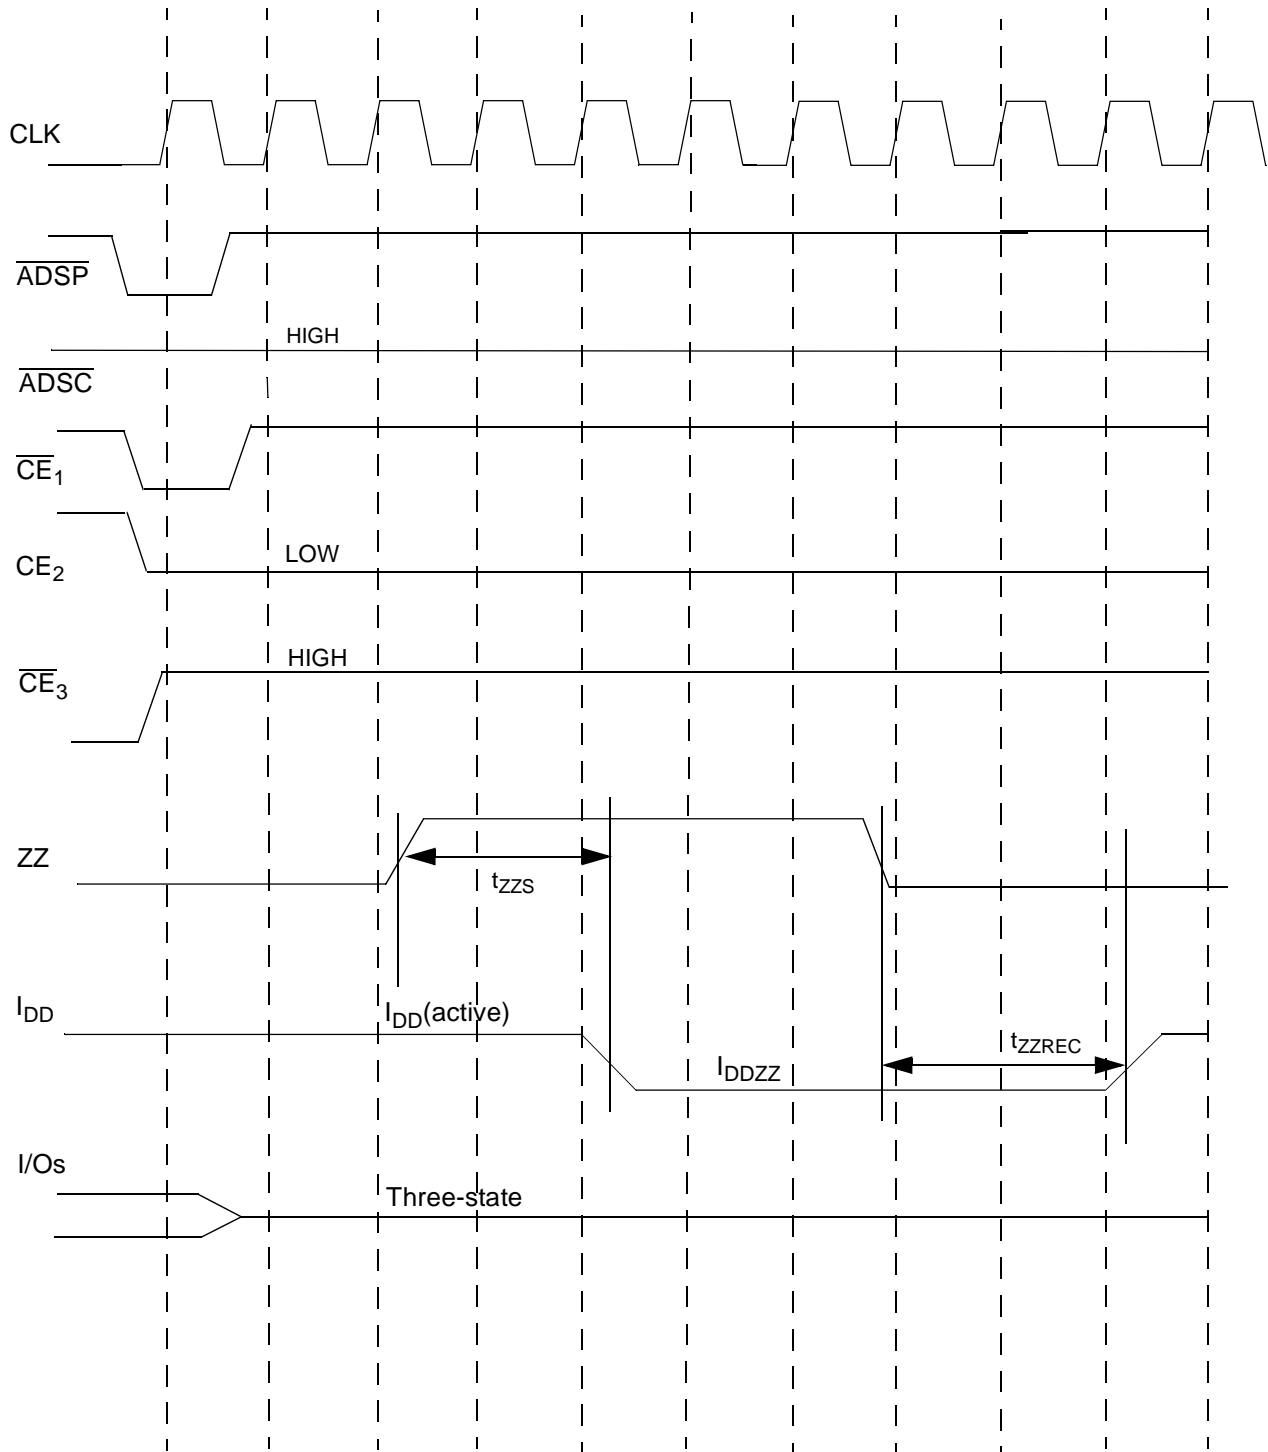 CLK
ADSP
HIGH
ADSC
CE1
LOW
CE2
HIGH
CE3
ZZ
tZZS
IDD
IDD(active)
tZZREC
IDDZZ
I/Os
Three-state